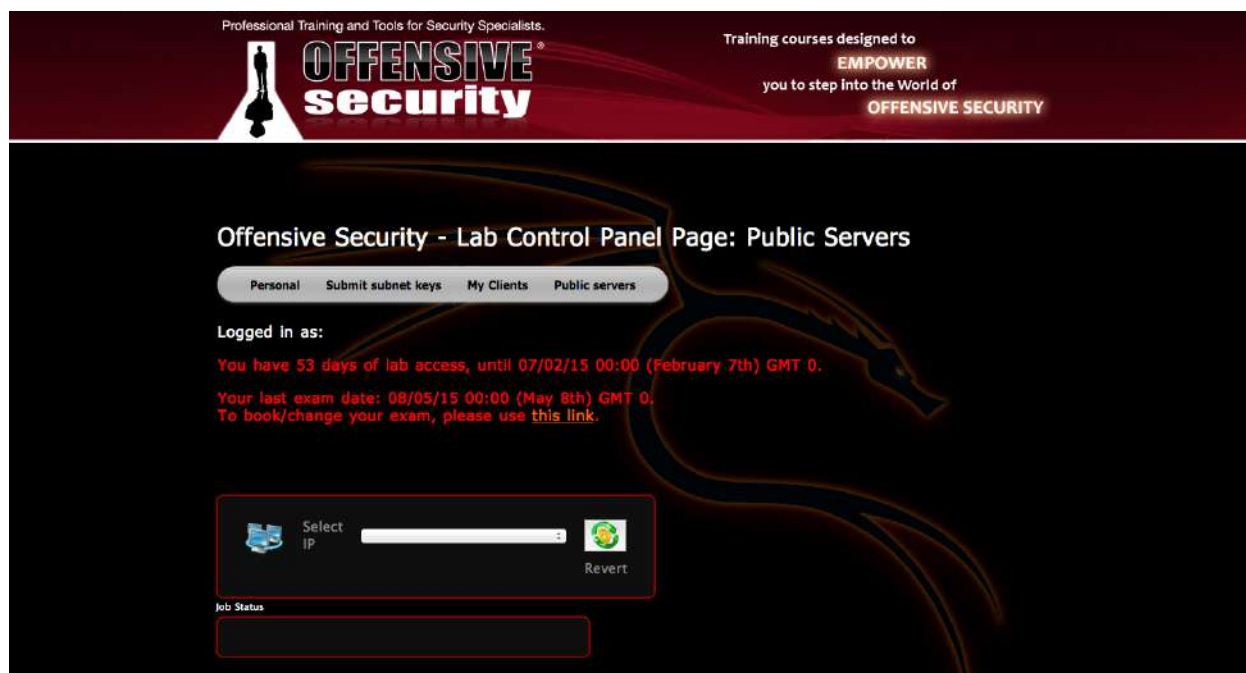 Professional Training and Tools for Security Specialists.
OFFENSIVE®
security
Training courses designed to
EMPOWER
you to step into the World of
OFFENSIVE SECURITY
Offensive Security - Lab Control Panel Page: Public Servers
Personal Submit subnet keys My Clients Public servers
Logged in as:
You have 53 days of lab access, until 07/02/15 00:00 (February 7th) GMT 0.
Your last exam date: 08/05/15 00:00 (May 8th) GMT 0.
To book/change your exam, please use this link.
Select
IP
Revert
Job Status